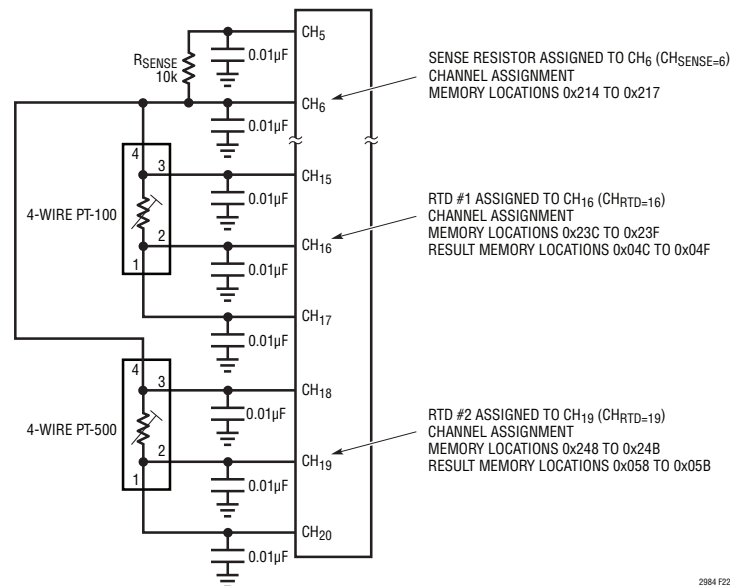 CH5
0.01µF
RSENSE
10k
CH6
0.01µF
SENSE RESISTOR ASSIGNED TO CH6 (CHSENSE=6)
CHANNEL ASSIGNMENT
MEMORY LOCATIONS 0x214 TO 0x217
4
3
CH15
0.01µF
4-WIRE PT-100
2
CH16
1
0.01µF
RTD #1 ASSIGNED TO CH16 (CHRTD=16)
CHANNEL ASSIGNMENT
MEMORY LOCATIONS 0x23C TO 0x23F
RESULT MEMORY LOCATIONS 0x04C TO 0x04F
CH17
0.01µF
4
3
CH18
0.01µF
4-WIRE PT-500
2
CH19
1
0.01µF
RTD #2 ASSIGNED TO CH19 (CHRTD=19)
CHANNEL ASSIGNMENT
MEMORY LOCATIONS 0x248 TO 0x24B
RESULT MEMORY LOCATIONS 0x058 TO 0x05B
CH20
0.01µF
2984 F22